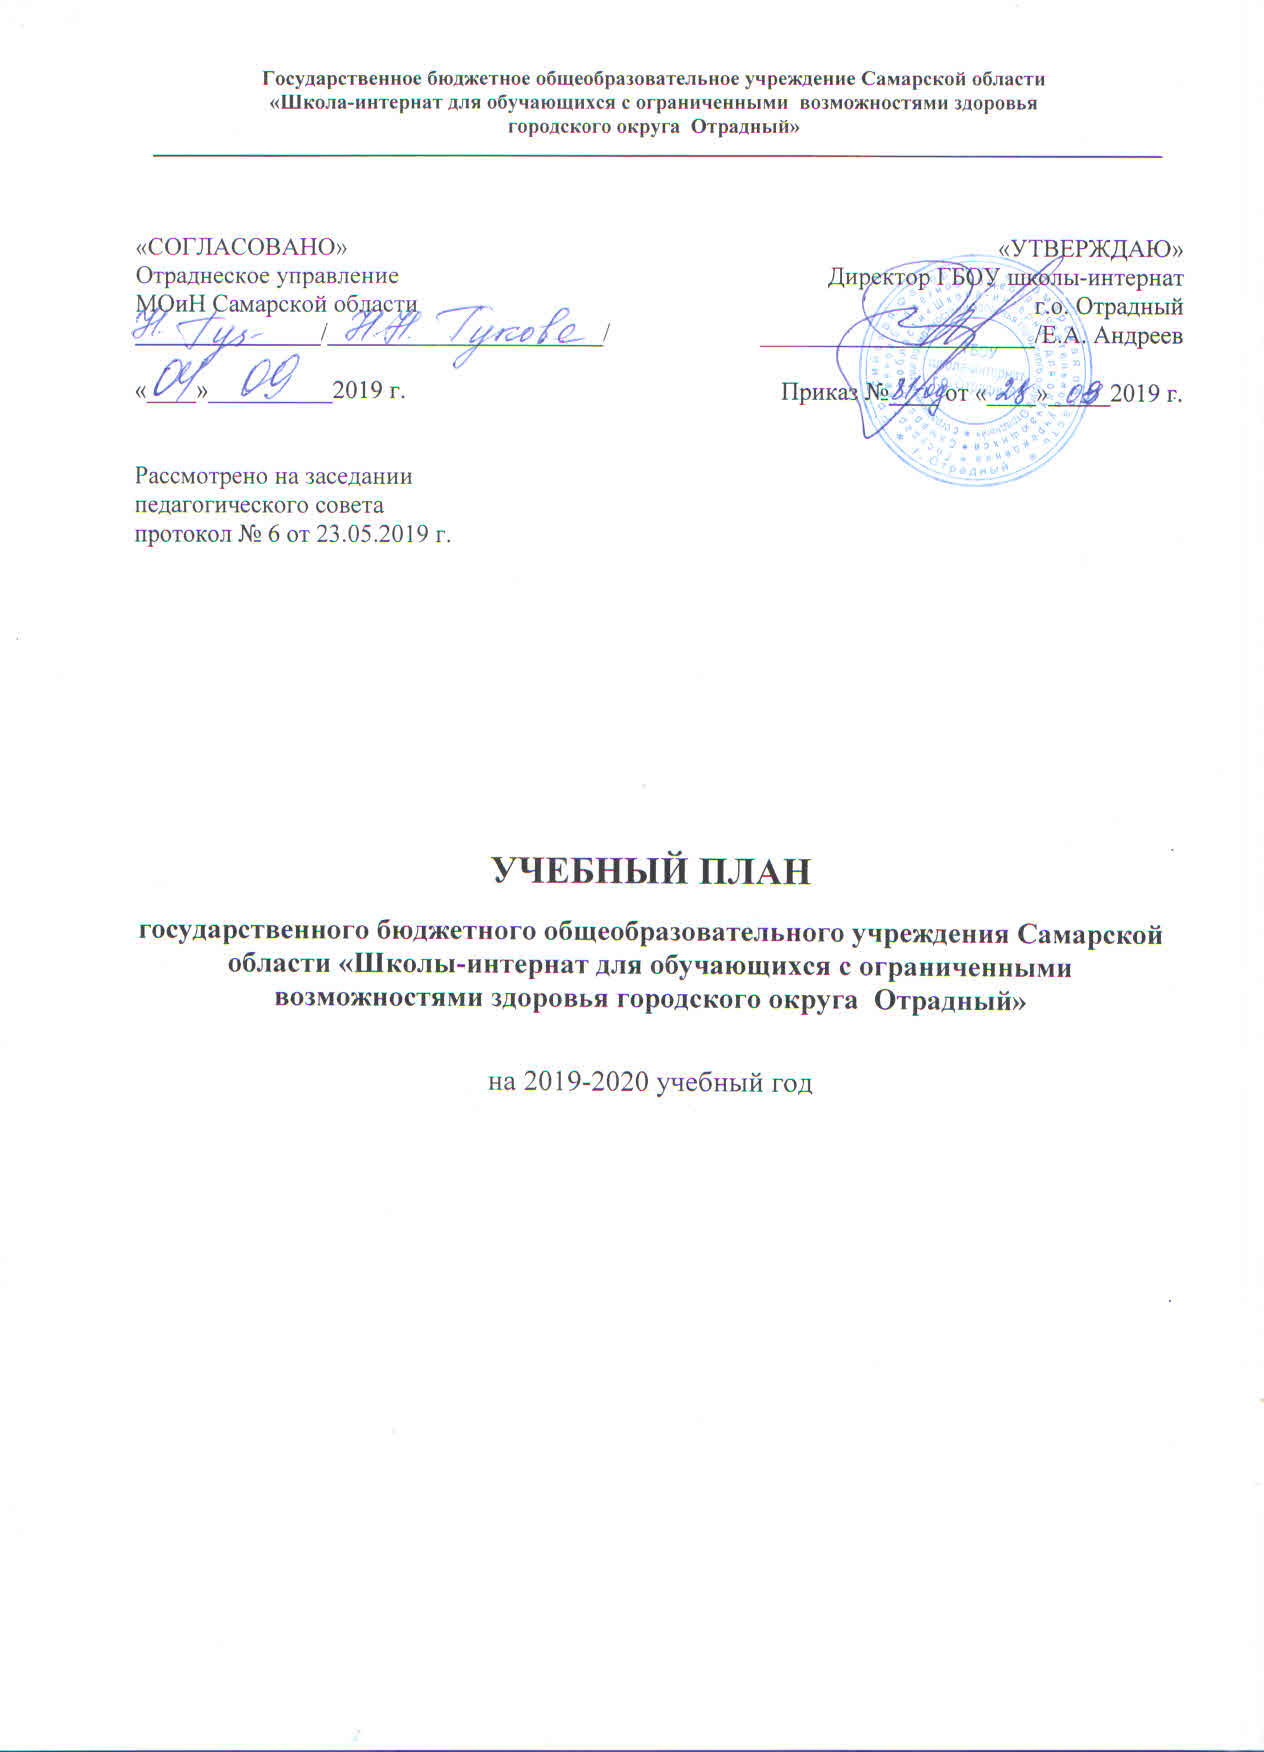 Государственное бюджетное общеобразовательное учреждение Самарской области
«Школа-интернат для обучающихся с ограниченными возможностями здоровья
городского округа Отрадный»
«СОГЛАСОВАНО»
Отраднеское управление
МОиН Самарской области
/ Н.Н. /
«04» 09 2019 г.
«УТВЕРЖДАЮ»
Директор ГБОУ школы-интернат
г.о. Отрадный
/Е.А. Андреев
Приказ № от «28» 2019 г.
Рассмотрено на заседании
педагогического совета
протокол № 6 от 23.05.2019 г.
УЧЕБНЫЙ ПЛАН
государственного бюджетного общеобразовательного учреждения Самарской
области «Школы-интернат для обучающихся с ограниченными
возможностями здоровья городского округа Отрадный»
на 2019-2020 учебный год